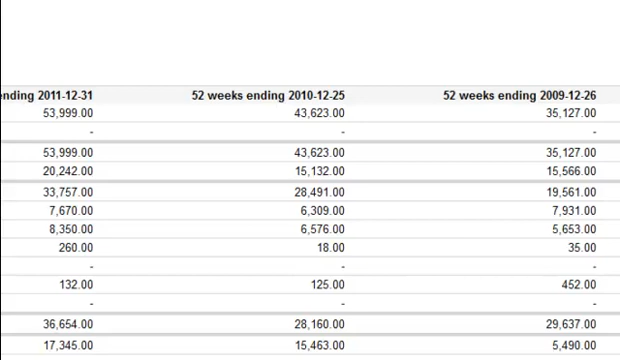 ending 2011-12-31 52 weeks ending 2010-12-25 52 weeks ending 2009-12-26
53,999.00 43,623.00 35,127.00
- - -
53,999.00 43,623.00 35,127.00
20,242.00 15,132.00 15,566.00
33,757.00 28,491.00 19,561.00
7,670.00 6,309.00 7,931.00
8,350.00 6,576.00 5,653.00
260.00 18.00 35.00
- - -
132.00 125.00 452.00
- - -
36,654.00 28,160.00 29,637.00
17,345.00 15,463.00 5,490.00